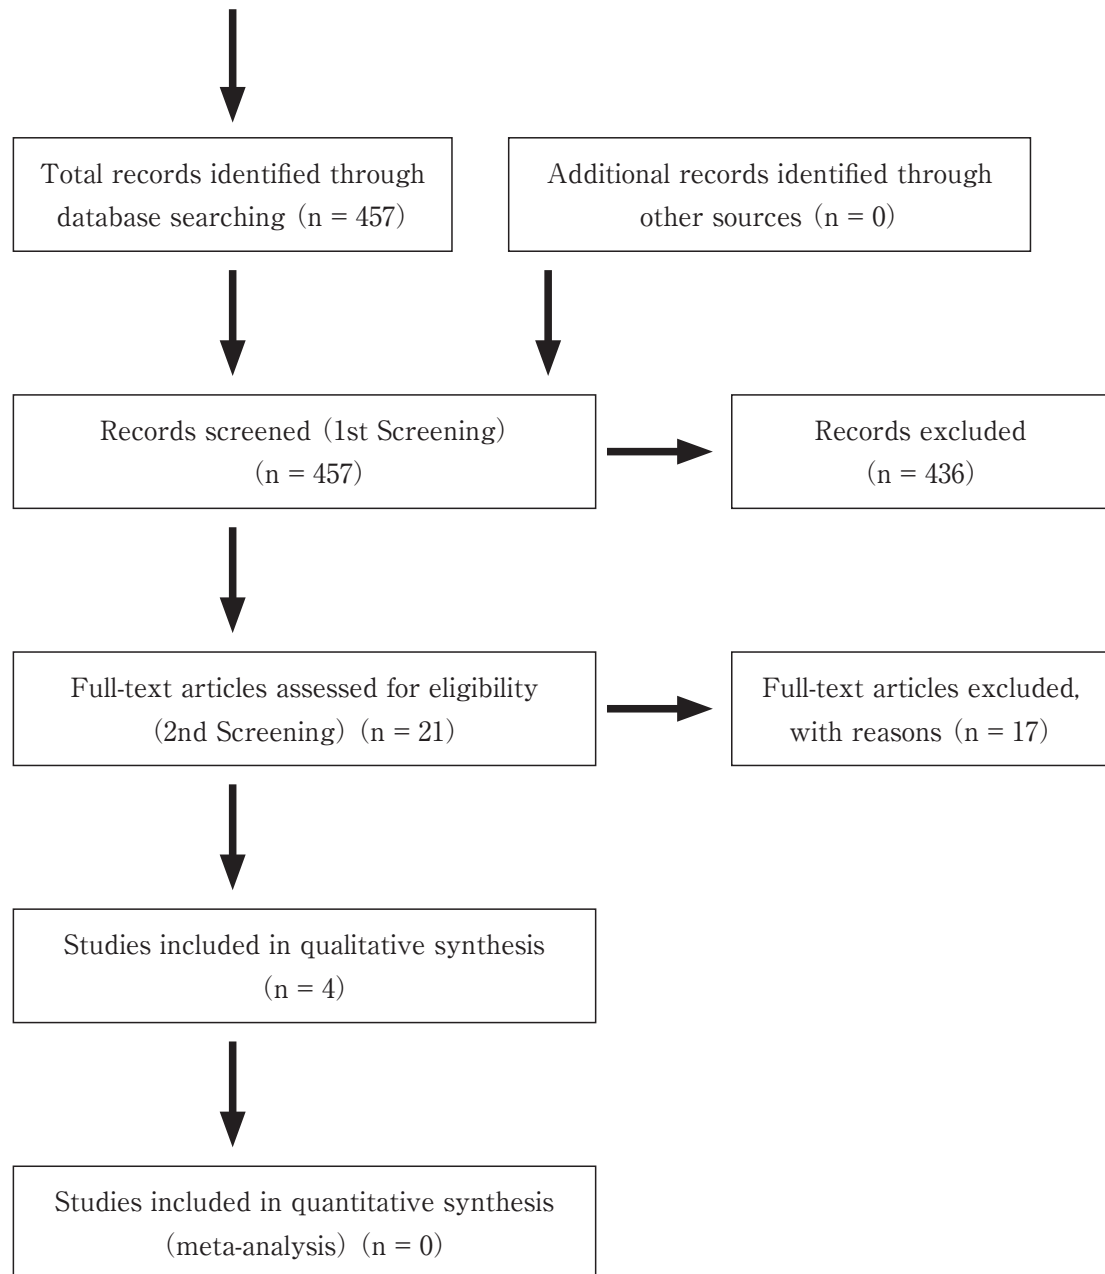 Total records identified through
database searching (n = 457)
Additional records identified through
other sources (n = 0)
Records screened (1st Screening)
(n = 457)
Records excluded
(n = 436)
Full-text articles assessed for eligibility
(2nd Screening) (n = 21)
Full-text articles excluded,
with reasons (n = 17)
Studies included in qualitative synthesis
(n = 4)
Studies included in quantitative synthesis
(meta-analysis) (n = 0)